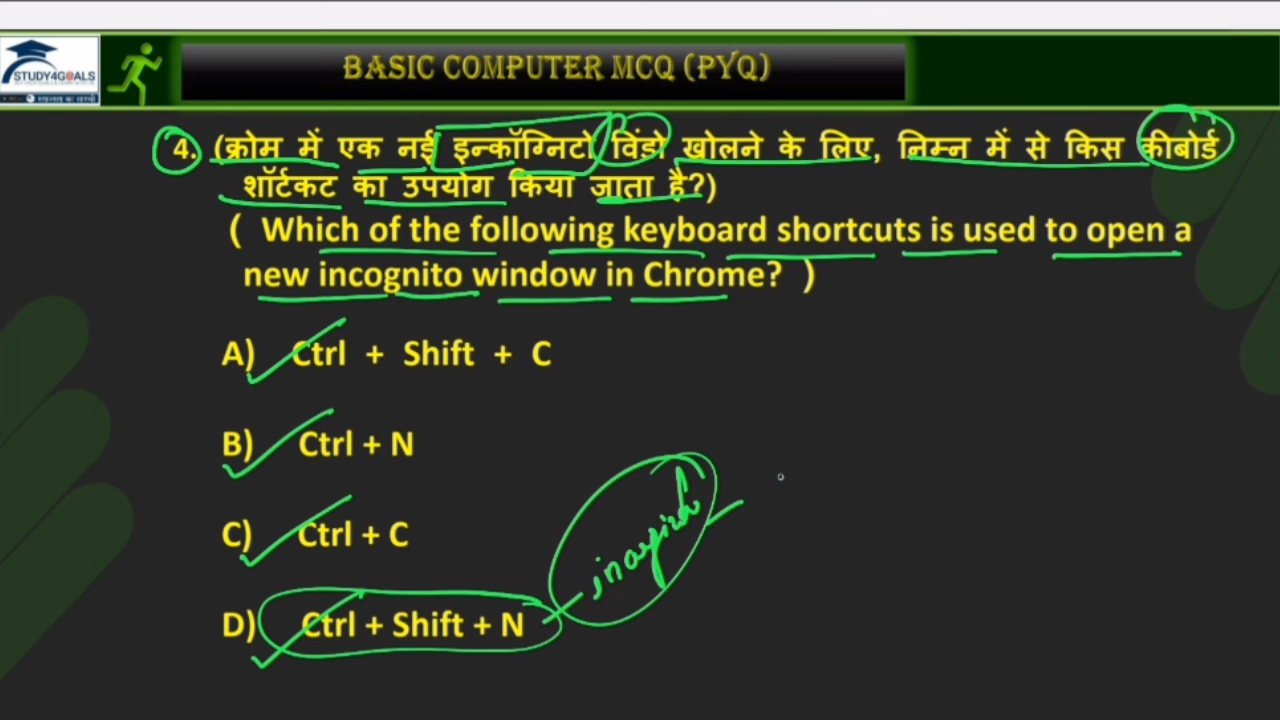 STUDY4GOALS
BASIC COMPUTER MCQ (PYQ)
4. (क्रोम में एक नई इन्कॉग्निटो विंडो खोलने के लिए, निम्न में से किस कीबोर्ड
शॉर्टकट का उपयोग किया जाता है?)
( Which of the following keyboard shortcuts is used to open a
new incognito window in Chrome? )
A) Ctrl + Shift + C
B) Ctrl + N
C) Ctrl + C
D) Ctrl + Shift + N